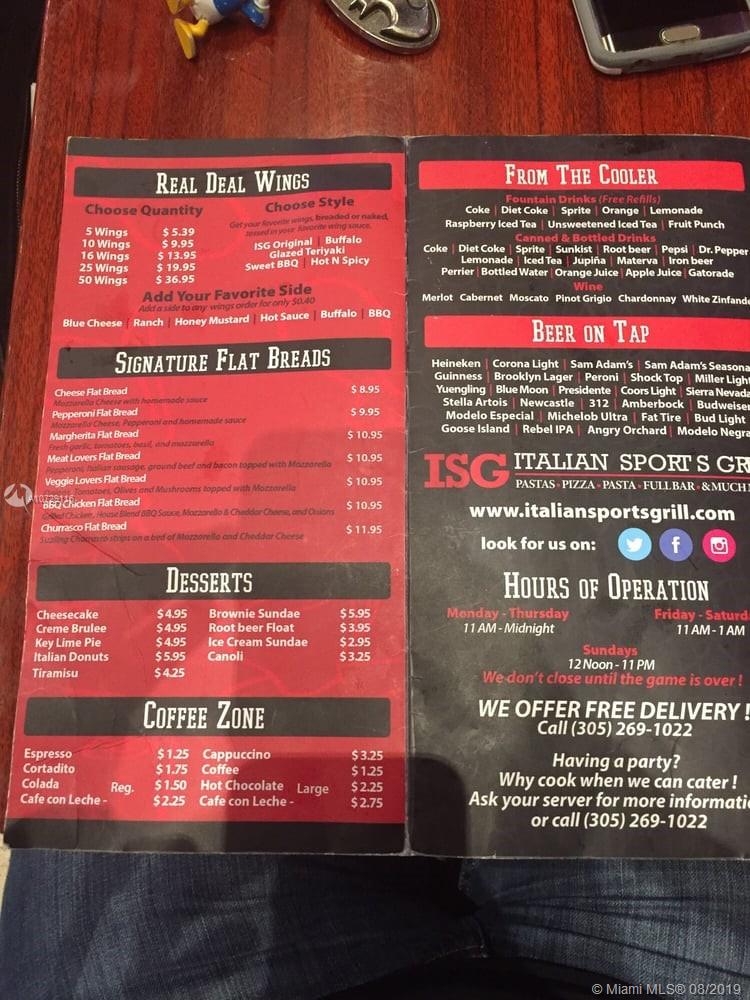 REAL DEAL WINGS
Choose Quantity
5 Wings $ 5.39
10 Wings $ 9.95
16 Wings $ 13.95
25 Wings $ 19.95
50 Wings $ 36.95
Choose Style
Get your favorite wings, breaded or naked,
tossed in your favorite wing sauce.
ISG Original | Buffalo
Glazed Teriyaki
Sweet BBQ | Hot N Spicy
Add Your Favorite Side
Add a side to any wings order for only $0.40
Blue Cheese | Ranch | Honey Mustard | Hot Sauce | Buffalo | BBQ
SIGNATURE FLAT BREADS
Cheese Flat Bread $ 8.95
Mozzarella Cheese with homemade sauce
Pepperoni Flat Bread $ 9.95
Mozzarella Cheese, Pepperoni and homemade sauce
Margherita Flat Bread $ 10.95
Fresh garlic, tomatoes, basil, and mozzarella
Meat Lovers Flat Bread $ 10.95
Pepperoni, Italian sausage, ground beef and bacon topped with Mozzarella
Veggie Lovers Flat Bread $ 10.95
Tomatoes, Olives and Mushrooms topped with Mozzarella
BBQ Chicken Flat Bread $ 10.95
Grilled Chicken, House Blend BBQ Sauce, Mozzarella & Cheddar Cheese, and Onions
Churrasco Flat Bread $ 11.95
Sizzling Churrasco strips on a bed of Mozzarella and Cheddar Cheese
DESSERTS
Cheesecake $ 4.95 Brownie Sundae $ 5.95
Creme Brulee $ 4.95 Root beer Float $ 3.95
Key Lime Pie $ 4.95 Ice Cream Sundae $ 2.95
Italian Donuts $ 5.95 Canoli $ 3.25
Tiramisu $ 4.25
COFFEE ZONE
Espresso $ 1.25 Cappuccino $ 3.25
Cortadito $ 1.75 Coffee $ 1.25
Colada $ 1.50 Hot Chocolate $ 2.25
Cafe con Leche - Reg. $ 2.25 Cafe con Leche - Large $ 2.75
FROM THE COOLER
Fountain Drinks (Free Refills)
Coke | Diet Coke | Sprite | Orange | Lemonade
Raspberry Iced Tea | Unsweetened Iced Tea | Fruit Punch
Canned & Bottled Drinks
Coke | Diet Coke | Sprite | Sunkist | Root beer | Pepsi | Dr. Pepper
Lemonade | Iced Tea | Jupiña | Materva | Iron beer
Perrier | Bottled Water | Orange Juice | Apple Juice | Gatorade
Wine
Merlot Cabernet Moscato Pinot Grigio Chardonnay White Zinfande
BEER ON TAP
Heineken | Corona Light | Sam Adam's | Sam Adam's Seasona
Guinness | Brooklyn Lager | Peroni | Shock Top | Miller Ligh
Yuengling | Blue Moon | Presidente | Coors Light | Sierra Nevada
Stella Artois | Newcastle | 312 | Amberbock | Budweiser
Modelo Especial | Michelob Ultra | Fat Tire | Bud Light
Goose Island | Rebel IPA | Angry Orchard | Modelo Negra
ISG ITALIAN SPORTS GR
PASTAS • PIZZA • PASTA • FULL BAR • & MUCH
www.italiansportsgrill.com
look for us on:
HOURS OF OPERATION
Monday - Thursday
11 AM - Midnight
Friday - Saturd
11 AM - 1 AM
Sundays
12 Noon - 11 PM
We don't close until the game is over !
WE OFFER FREE DELIVERY !
Call (305) 269-1022
Having a party?
Why cook when we can cater !
Ask your server for more informatio
or call (305) 269-1022
© Miami MLS® 08/2019